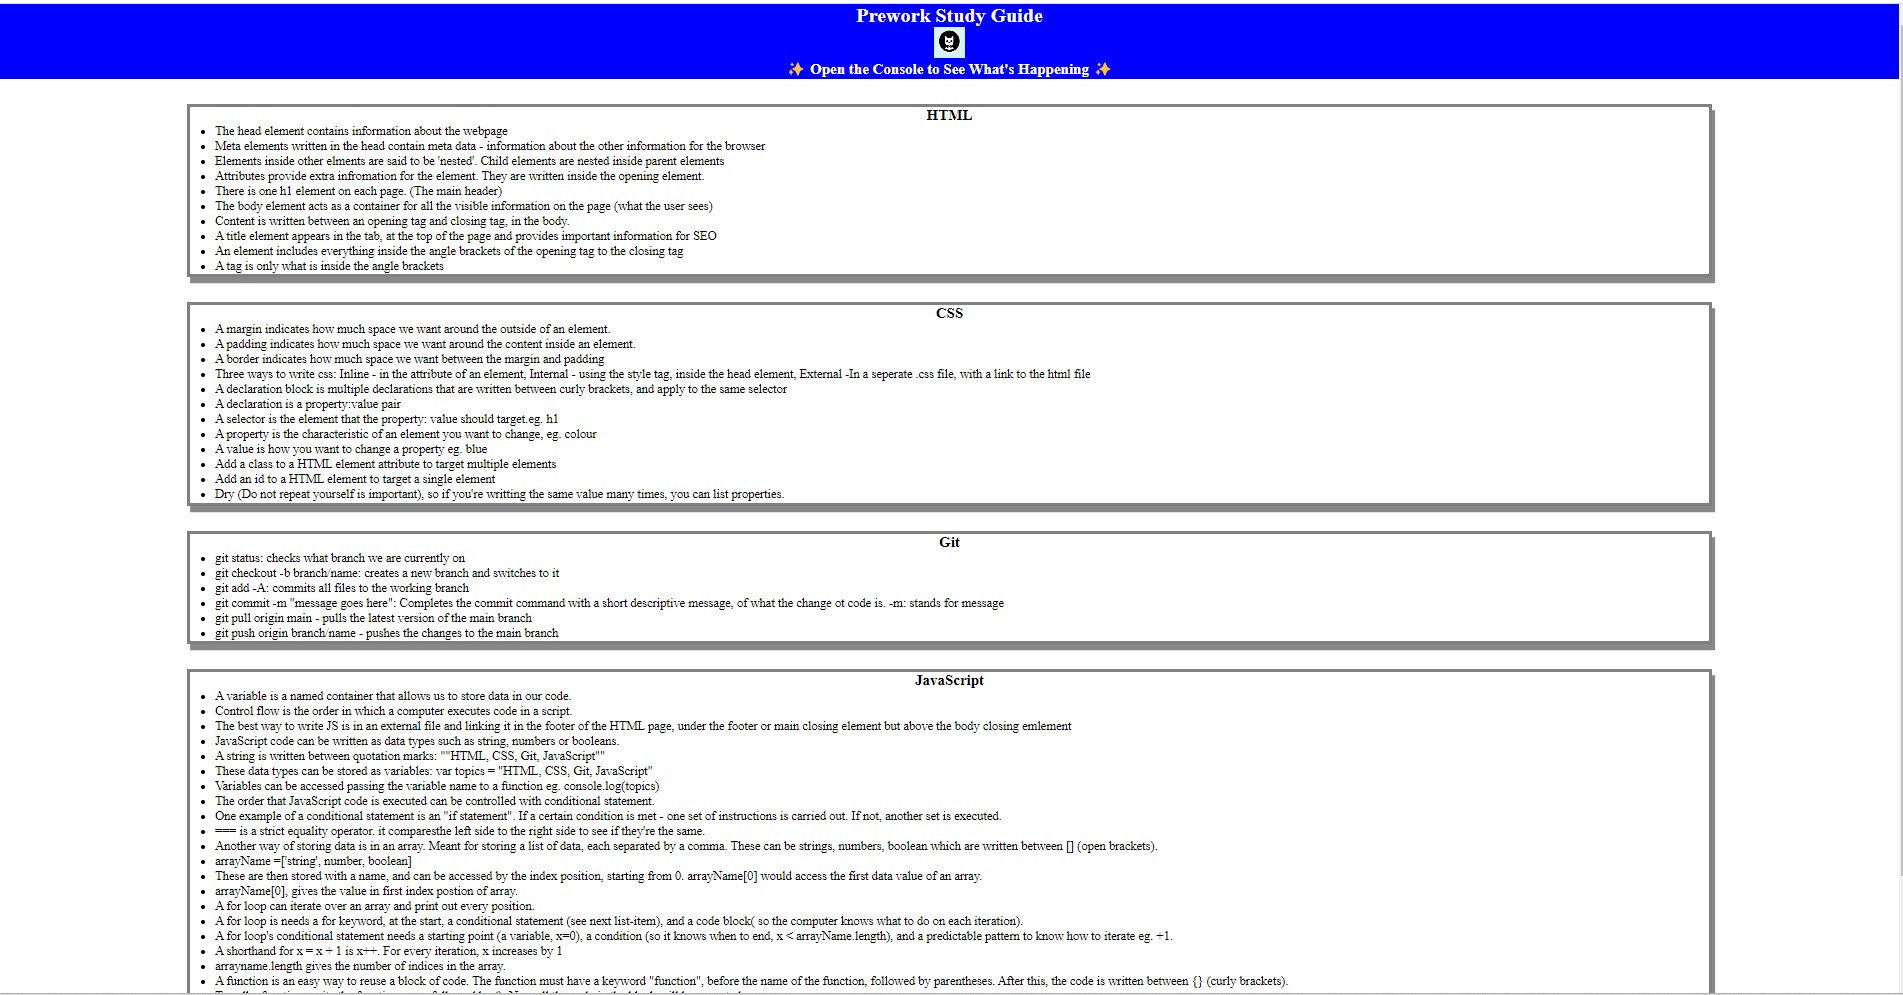 Prework Study Guide
✨ Open the Console to See What's Happening ✨
HTML
The head element contains information about the webpage
Meta elements written in the head contain meta data - information about the other information for the browser
Elements inside other elments are said to be 'nested'. Child elements are nested inside parent elements
Attributes provide extra infromation for the element. They are written inside the opening element.
There is one h1 element on each page. (The main header)
The body element acts as a container for all the visible information on the page (what the user sees)
Content is written between an opening tag and closing tag, in the body.
A title element appears in the tab, at the top of the page and provides important information for SEO
An element includes everything inside the angle brackets of the opening tag to the closing tag
A tag is only what is inside the angle brackets
CSS
A margin indicates how much space we want around the outside of an element.
A padding indicates how much space we want around the content inside an element.
A border indicates how much space we want between the margin and padding
Three ways to write css: Inline - in the attribute of an element, Internal - using the style tag, inside the head element, External -In a seperate .css file, with a link to the html file
A declaration block is multiple declarations that are written between curly brackets, and apply to the same selector
A declaration is a property:value pair
A selector is the element that the property: value should target.eg. h1
A property is the characteristic of an element you want to change, eg. colour
A value is how you want to change a property eg. blue
Add a class to a HTML element attribute to target multiple elements
Add an id to a HTML element to target a single element
Dry (Do not repeat yourself is important), so if you're writting the same value many times, you can list properties.
Git
git status: checks what branch we are currently on
git checkout -b branch/name: creates a new branch and switches to it
git add -A: commits all files to the working branch
git commit -m "message goes here": Completes the commit command with a short descriptive message, of what the change ot code is. -m: stands for message
git pull origin main - pulls the latest version of the main branch
git push origin branch/name - pushes the changes to the main branch
JavaScript
A variable is a named container that allows us to store data in our code.
Control flow is the order in which a computer executes code in a script.
The best way to write JS is in an external file and linking it in the footer of the HTML page, under the footer or main closing element but above the body closing emlement
JavaScript code can be written as data types such as string, numbers or booleans.
A string is written between quotation marks: ""HTML, CSS, Git, JavaScript""
These data types can be stored as variables: var topics = "HTML, CSS, Git, JavaScript"
Variables can be accessed passing the variable name to a function eg. console.log(topics)
The order that JavaScript code is executed can be controlled with conditional statement.
One example of a conditional statement is an "if statement". If a certain condition is met - one set of instructions is carried out. If not, another set is executed.
=== is a strict equality operator. it comparesthe left side to the right side to see if they're the same.
Another way of storing data is in an array. Meant for storing a list of data, each separated by a comma. These can be strings, numbers, boolean which are written between [] (open brackets).
arrayName =['string', number, boolean]
These are then stored with a name, and can be accessed by the index position, starting from 0. arrayName[0] would access the first data value of an array.
arrayName[0], gives the value in first index postion of array.
A for loop can iterate over an array and print out every position.
A for loop is needs a for keyword, at the start, a conditional statement (see next list-item), and a code block( so the computer knows what to do on each iteration).
A for loop's conditional statement needs a starting point (a variable, x=0), a condition (so it knows when to end, x < arrayName.length), and a predictable pattern to know how to iterate eg. +1.
A shorthand for x = x + 1 is x++. For every iteration, x increases by 1
arrayname.length gives the number of indices in the array.
A function is an easy way to reuse a block of code. The function must have a keyword "function", before the name of the function, followed by parentheses. After this, the code is written between {} (curly brackets).